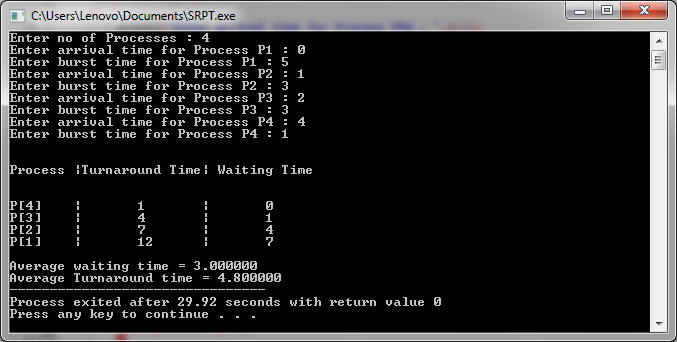 C:\Users\Lenovo\Documents\SRPT.exe
Enter no of Processes : 4
Enter arrival time for Process P1 : 0
Enter burst time for Process P1 : 5
Enter arrival time for Process P2 : 1
Enter burst time for Process P2 : 3
Enter arrival time for Process P3 : 2
Enter burst time for Process P3 : 3
Enter arrival time for Process P4 : 4
Enter burst time for Process P4 : 1
Process ¦Turnaround Time¦ Waiting Time
P[4] ¦ 1 ¦ 0
P[3] ¦ 4 ¦ 1
P[2] ¦ 7 ¦ 4
P[1] ¦ 12 ¦ 7
Average waiting time = 3.000000
Average Turnaround time = 4.800000
--------------------------------
Process exited after 29.92 seconds with return value 0
Press any key to continue . . .